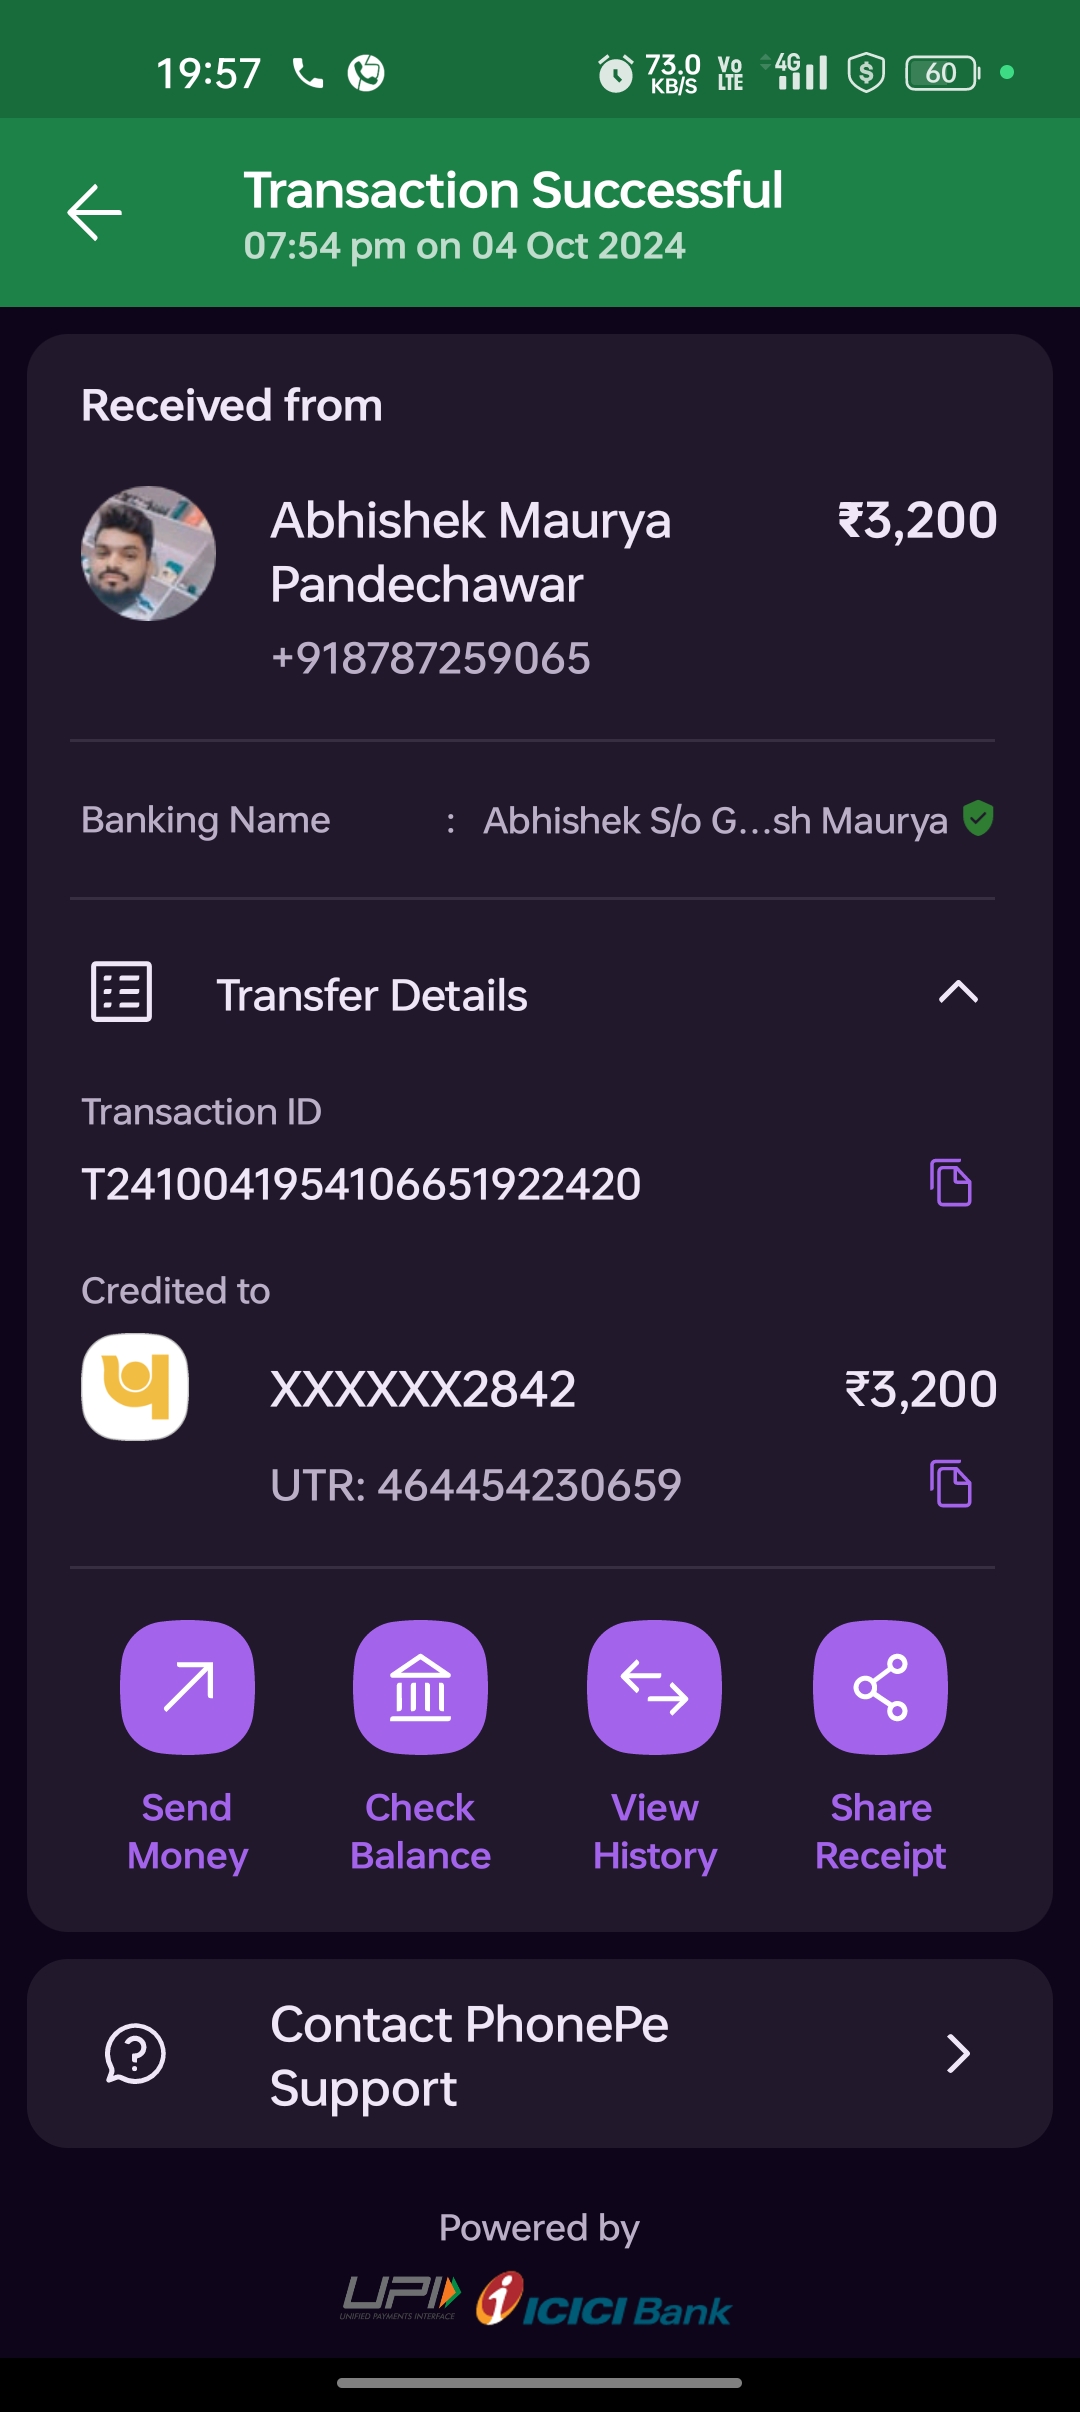 19:57
73.0 KB/S
Vo LTE
4G
60
Transaction Successful
07:54 pm on 04 Oct 2024
Received from
Abhishek Maurya ₹3,200
Pandechawar
+918787259065
Banking Name : Abhishek S/o G...sh Maurya
Transfer Details
Transaction ID
T2410041954106651922420
Credited to
XXXXXX2842 ₹3,200
UTR: 464454230659
Send Money
Check Balance
View History
Share Receipt
Contact PhonePe
Support
Powered by
UPI
UNIFIED PAYMENTS INTERFACE
ICICI Bank